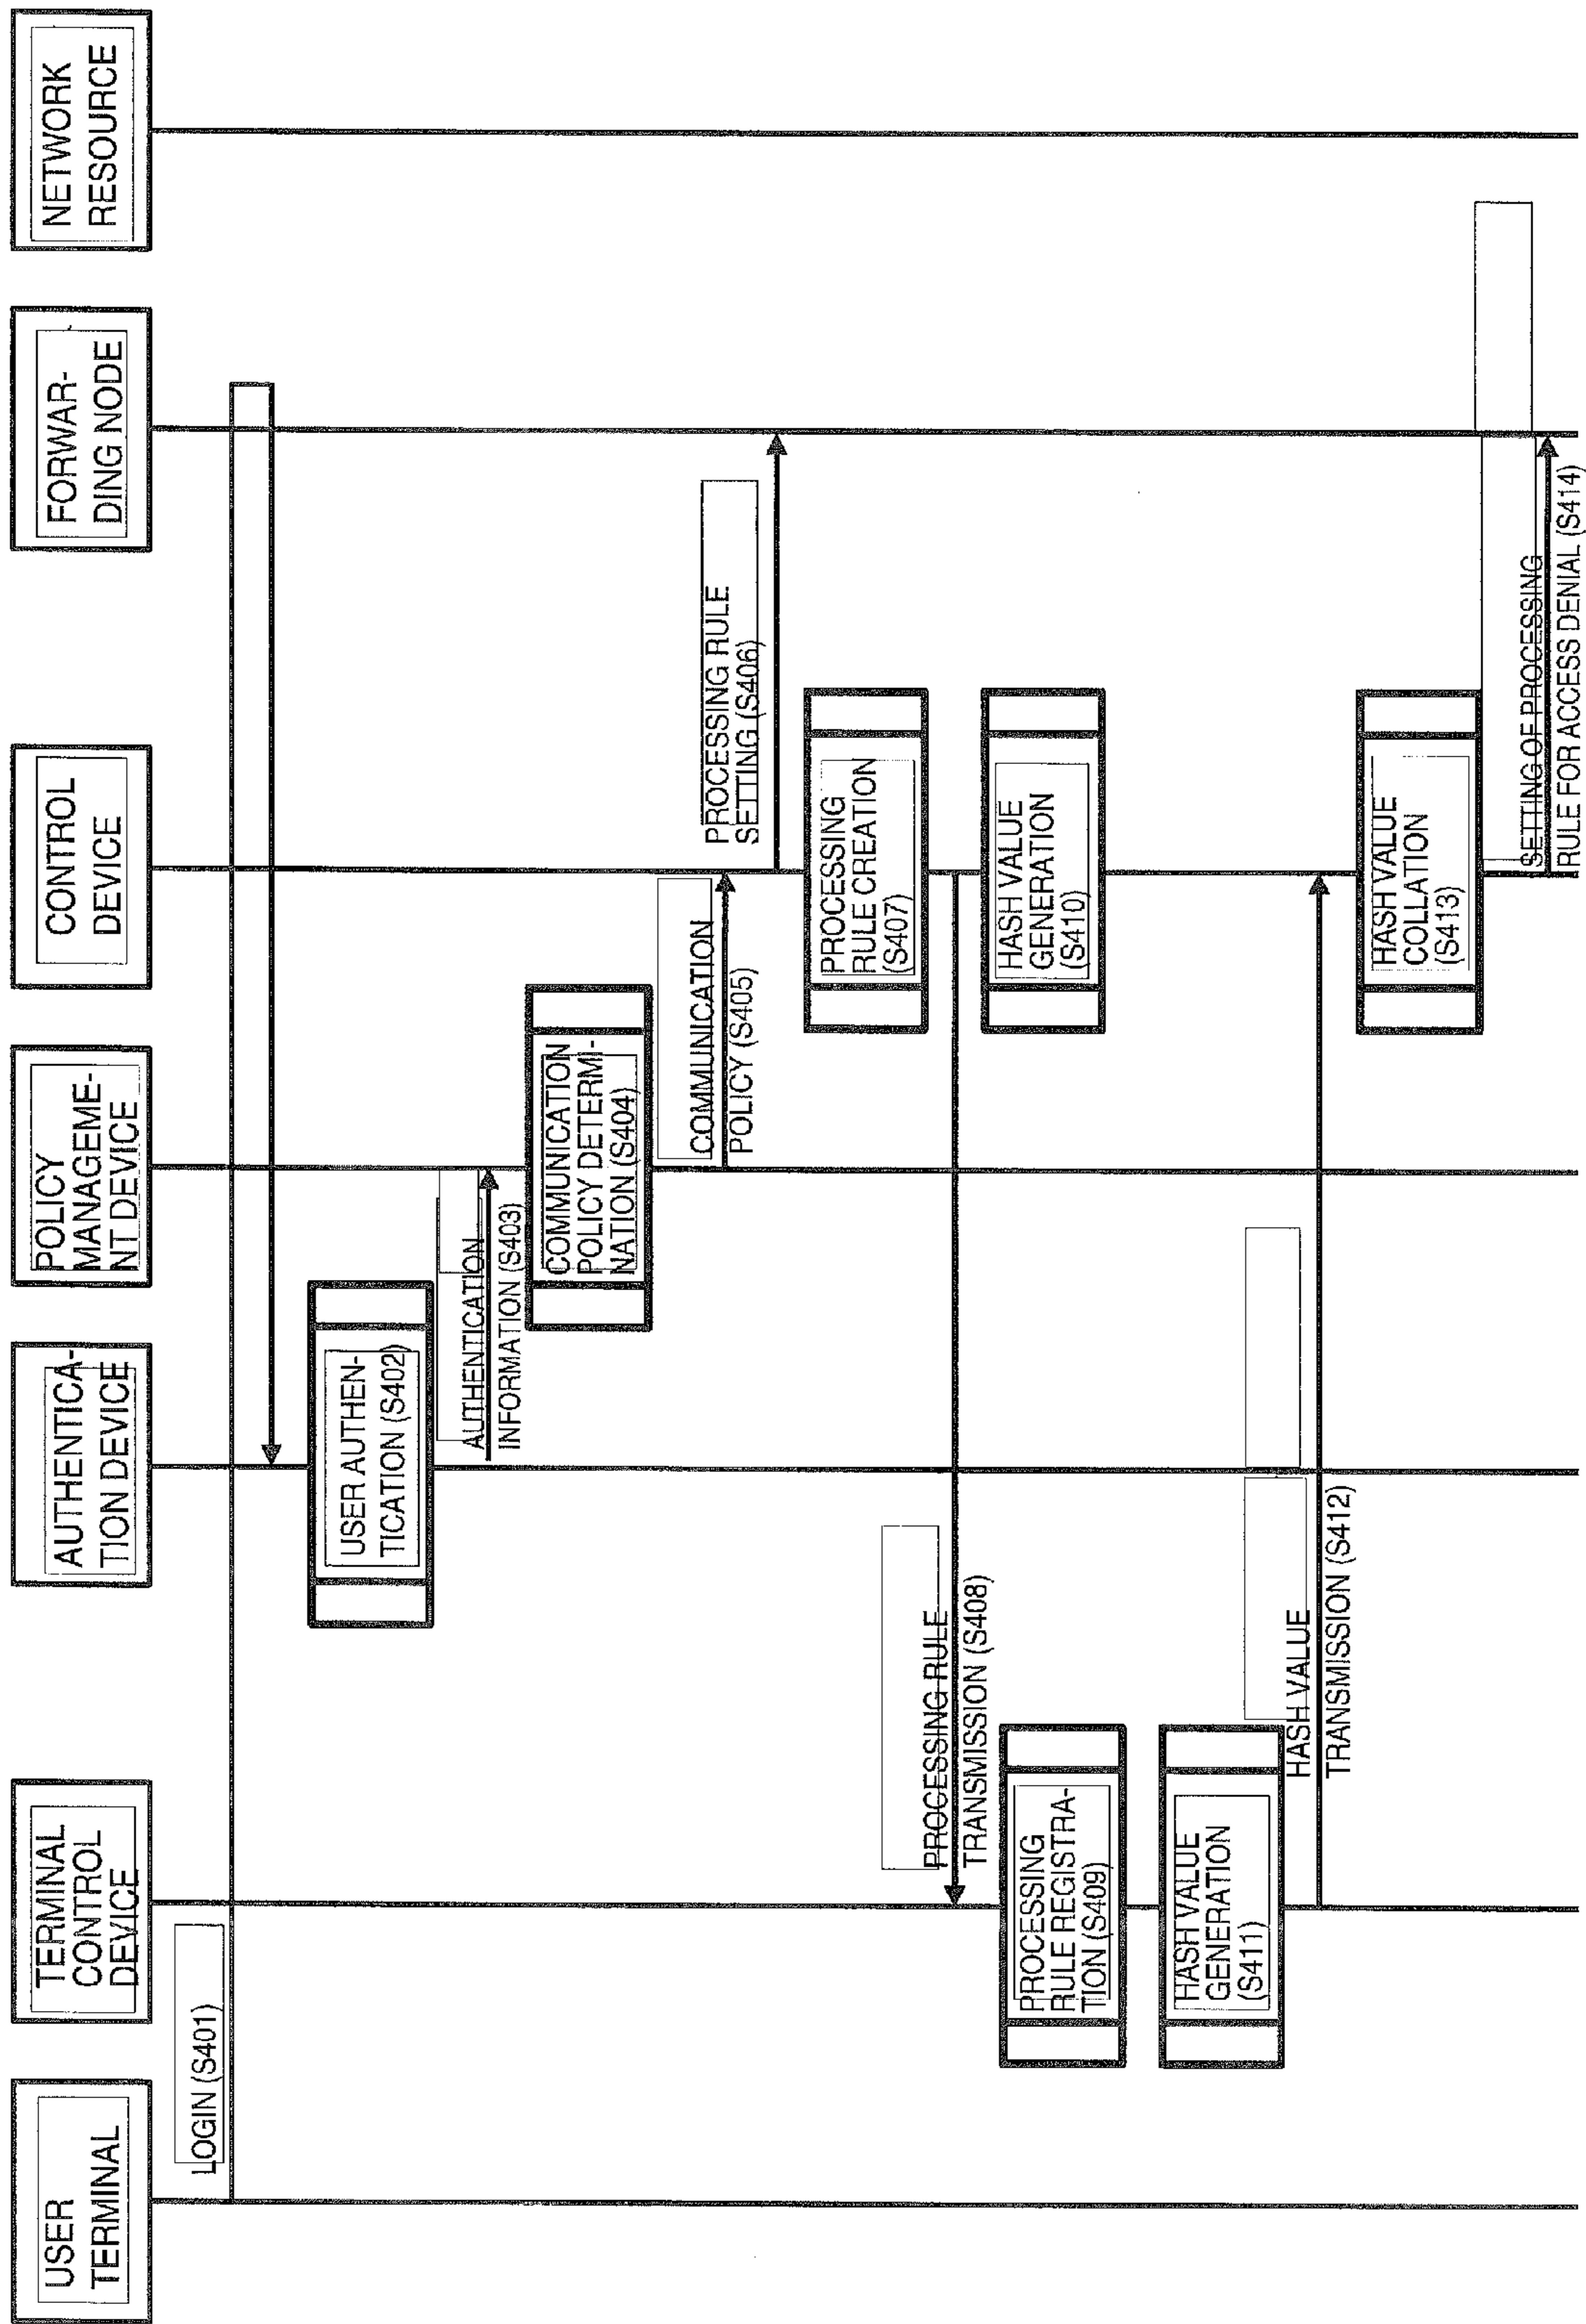 USER
TERMINAL
TERMINAL
CONTROL
DEVICE
AUTHENTICA-
TION DEVICE
POLICY
MANAGEME-
NT DEVICE
CONTROL
DEVICE
FORWAR-
DING NODE
NETWORK
RESOURCE
LOGIN (S401)
USER AUTHEN-
TICATION (S402)
AUTHENTICATION
INFORMATION (S403)
COMMUNICATION
POLICY DETERMI-
NATION (S404)
COMMUNICATION
POLICY (S405)
PROCESSING RULE
SETTING (S406)
PROCESSING
RULE CREATION
(S407)
PROCESSING RULE
TRANSMISSION (S408)
PROCESSING
RULE REGISTRA-
TION (S409)
HASH VALUE
GENERATION
(S410)
HASH VALUE
GENERATION
(S411)
HASH VALUE
TRANSMISSION (S412)
HASH VALUE
COLLATION
(S413)
SETTING OF PROCESSING
RULE FOR ACCESS DENIAL (S414)